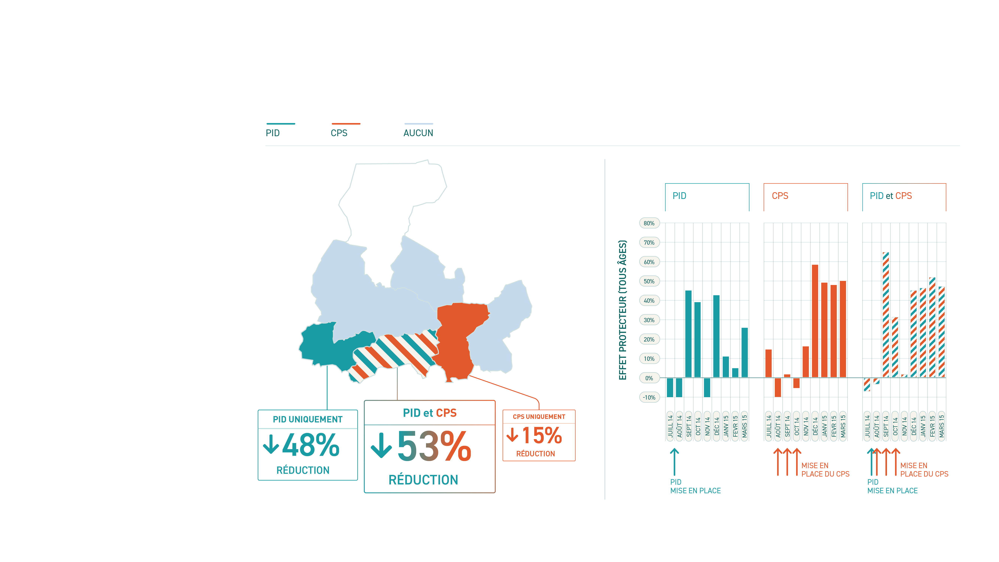 PID
CPS
AUCUN
PID UNIQUEMENT
48%
RÉDUCTION
PID et CPS
53%
RÉDUCTION
CPS UNIQUEMENT
15%
RÉDUCTION
EFFET PROTECTEUR (TOUS ÂGES)
80%
70%
60%
50%
40%
30%
20%
10%
0%
-10%
PID
JUILL 14
AOÛT 14
SEPT 14
OCT 14
NOV 14
DÉC 14
JANV 15
FEVR 15
MARS 15
PID
MISE EN PLACE
CPS
JUILL 14
AOÛT 14
SEPT 14
OCT 14
NOV 14
DÉC 14
JANV 15
FEVR 15
MARS 15
MISE EN
PLACE DU CPS
PID et CPS
JUILL 14
AOÛT 14
SEPT 14
OCT 14
NOV 14
DÉC 14
JANV 15
FEVR 15
MARS 15
MISE EN
PLACE DU CPS
PID
MISE EN PLACE